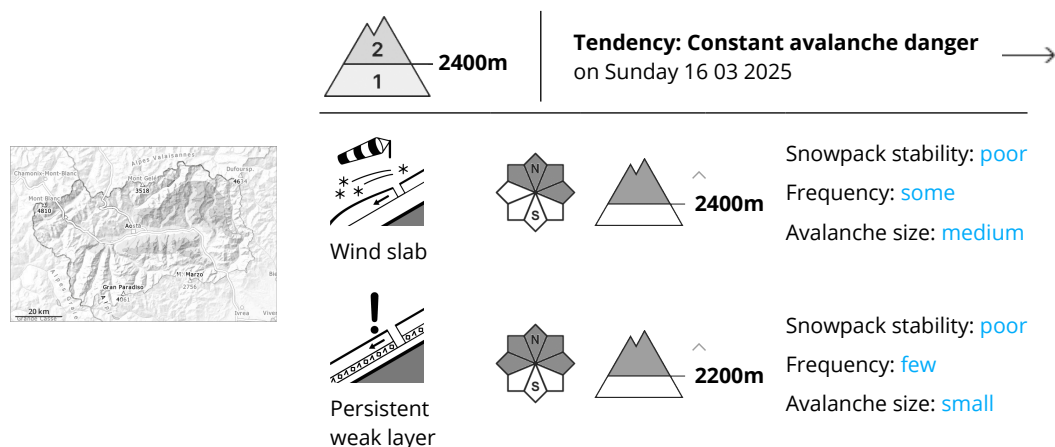 2
1
2400m
Tendency: Constant avalanche danger
on Sunday 16 03 2025
Alpes Valaisannes
Chamonix-Mont-Blanc
Mont Gelé
3518
Dufoursp.
Mont Blanc
4810
Aosta
M. Marzo
2756
Gran Paradiso
4061
20 km
Ivrea
N
S
2400m
Wind slab
Snowpack stability: poor
Frequency: some
Avalanche size: medium
N
S
2200m
Persistent
weak layer
Snowpack stability: poor
Frequency: few
Avalanche size: small